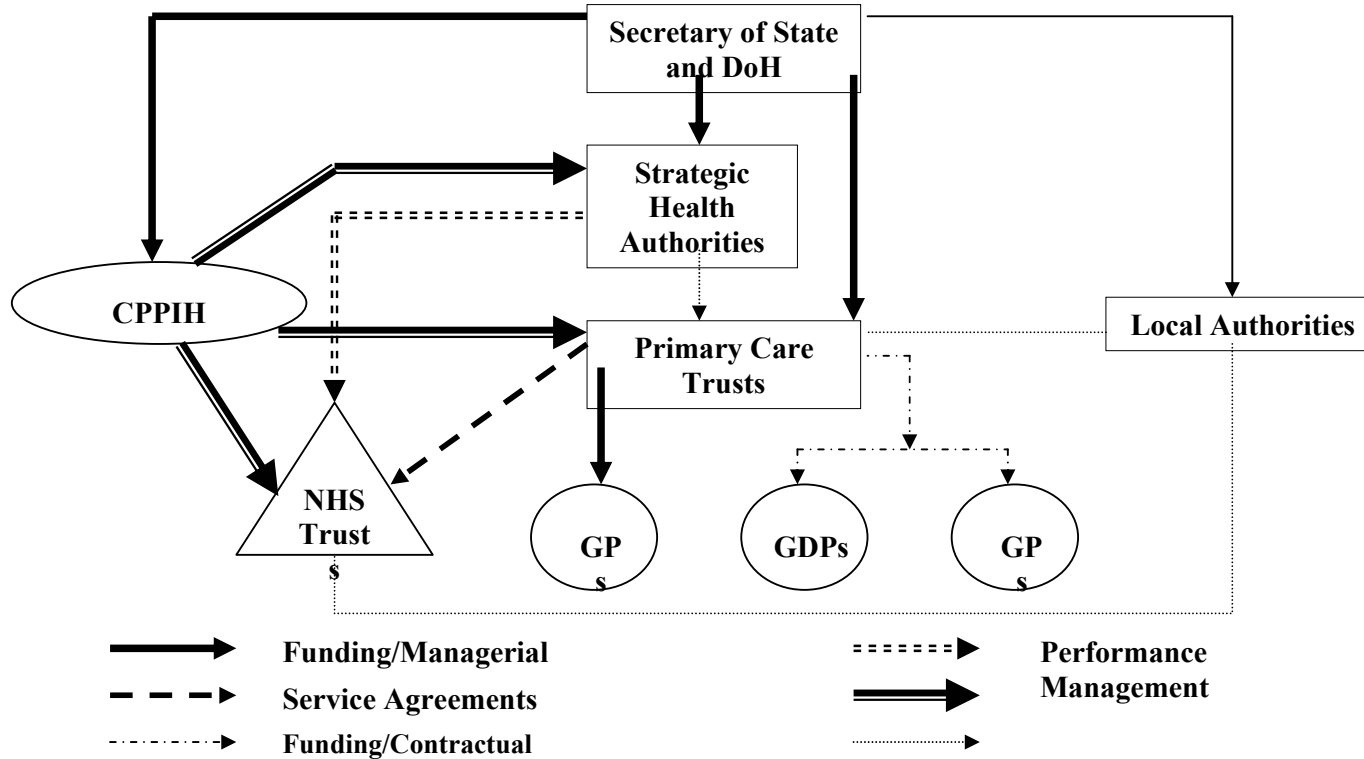 Secretary of State
and DoH
Strategic
Health
Authorities
CPPIH
Local Authorities
Primary Care
Trusts
NHS
Trust
s
GP
s
GDPs
GP
s
Funding/Managerial
Service Agreements
Funding/Contractual
Performance
Management